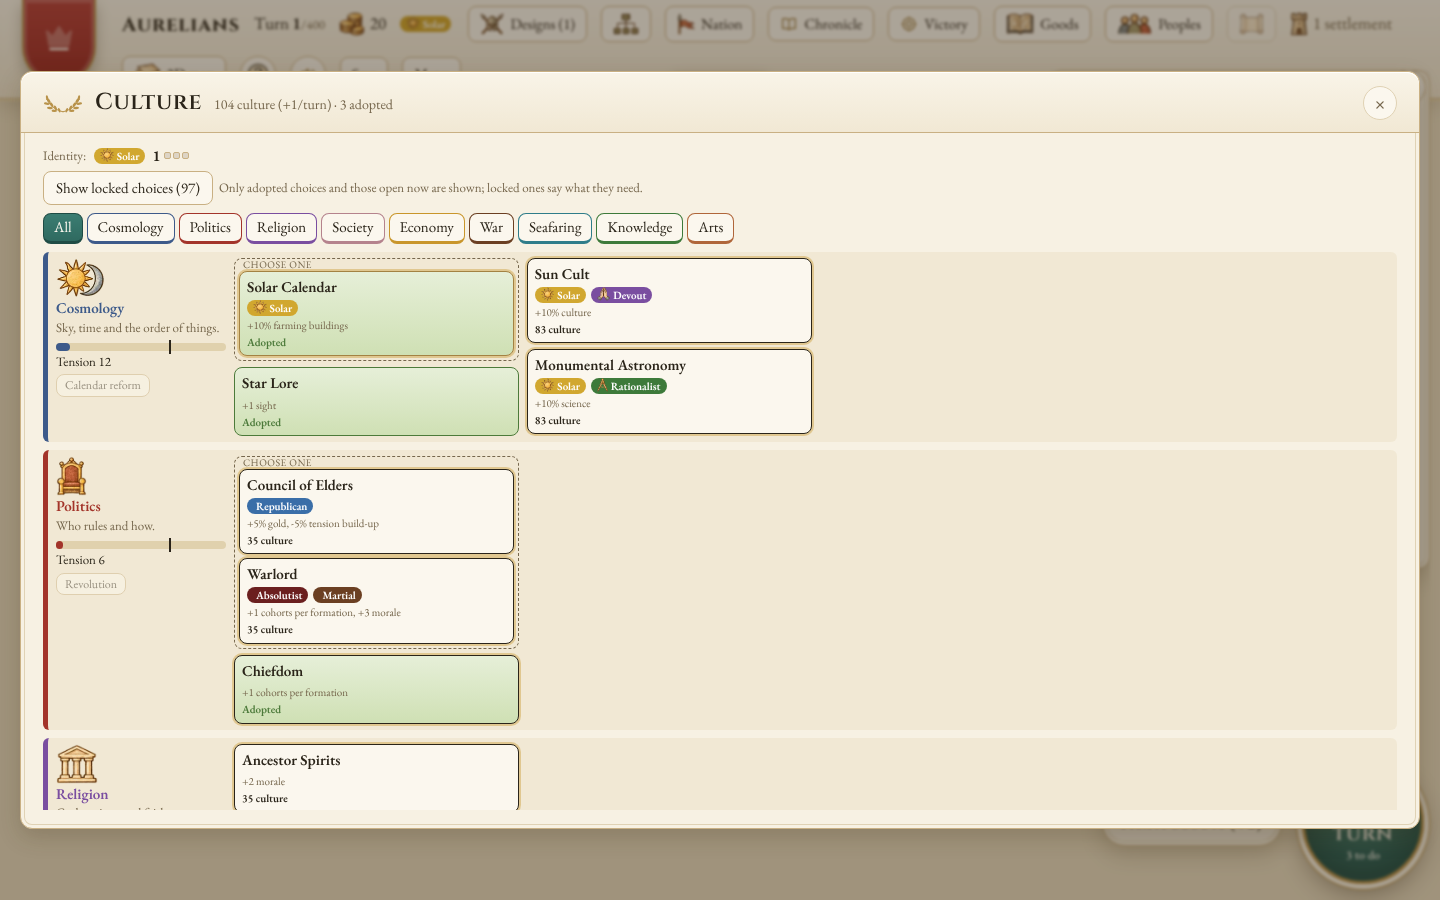 AURELIANS Turn 1/400 20 Solar Designs (1) Nation Chronicle Victory Goods Peoples 1 settlement
CULTURE 104 culture (+1/turn) · 3 adopted ×
Identity: Solar 1
Show locked choices (97) Only adopted choices and those open now are shown; locked ones say what they need.
All Cosmology Politics Religion Society Economy War Seafaring Knowledge Arts
Cosmology
Sky, time and the order of things.
Tension 12
Calendar reform
CHOOSE ONE
Solar Calendar
Solar
+10% farming buildings
Adopted
Star Lore
+1 sight
Adopted
Sun Cult
Solar Devout
+10% culture
83 culture
Monumental Astronomy
Solar Rationalist
+10% science
83 culture
Politics
Who rules and how.
Tension 6
Revolution
CHOOSE ONE
Council of Elders
Republican
+5% gold, -5% tension build-up
35 culture
Warlord
Absolutist Martial
+1 cohorts per formation, +3 morale
35 culture
Chiefdom
+1 cohorts per formation
Adopted
Religion
Ancestor Spirits
+2 morale
35 culture
TURN
3 to do